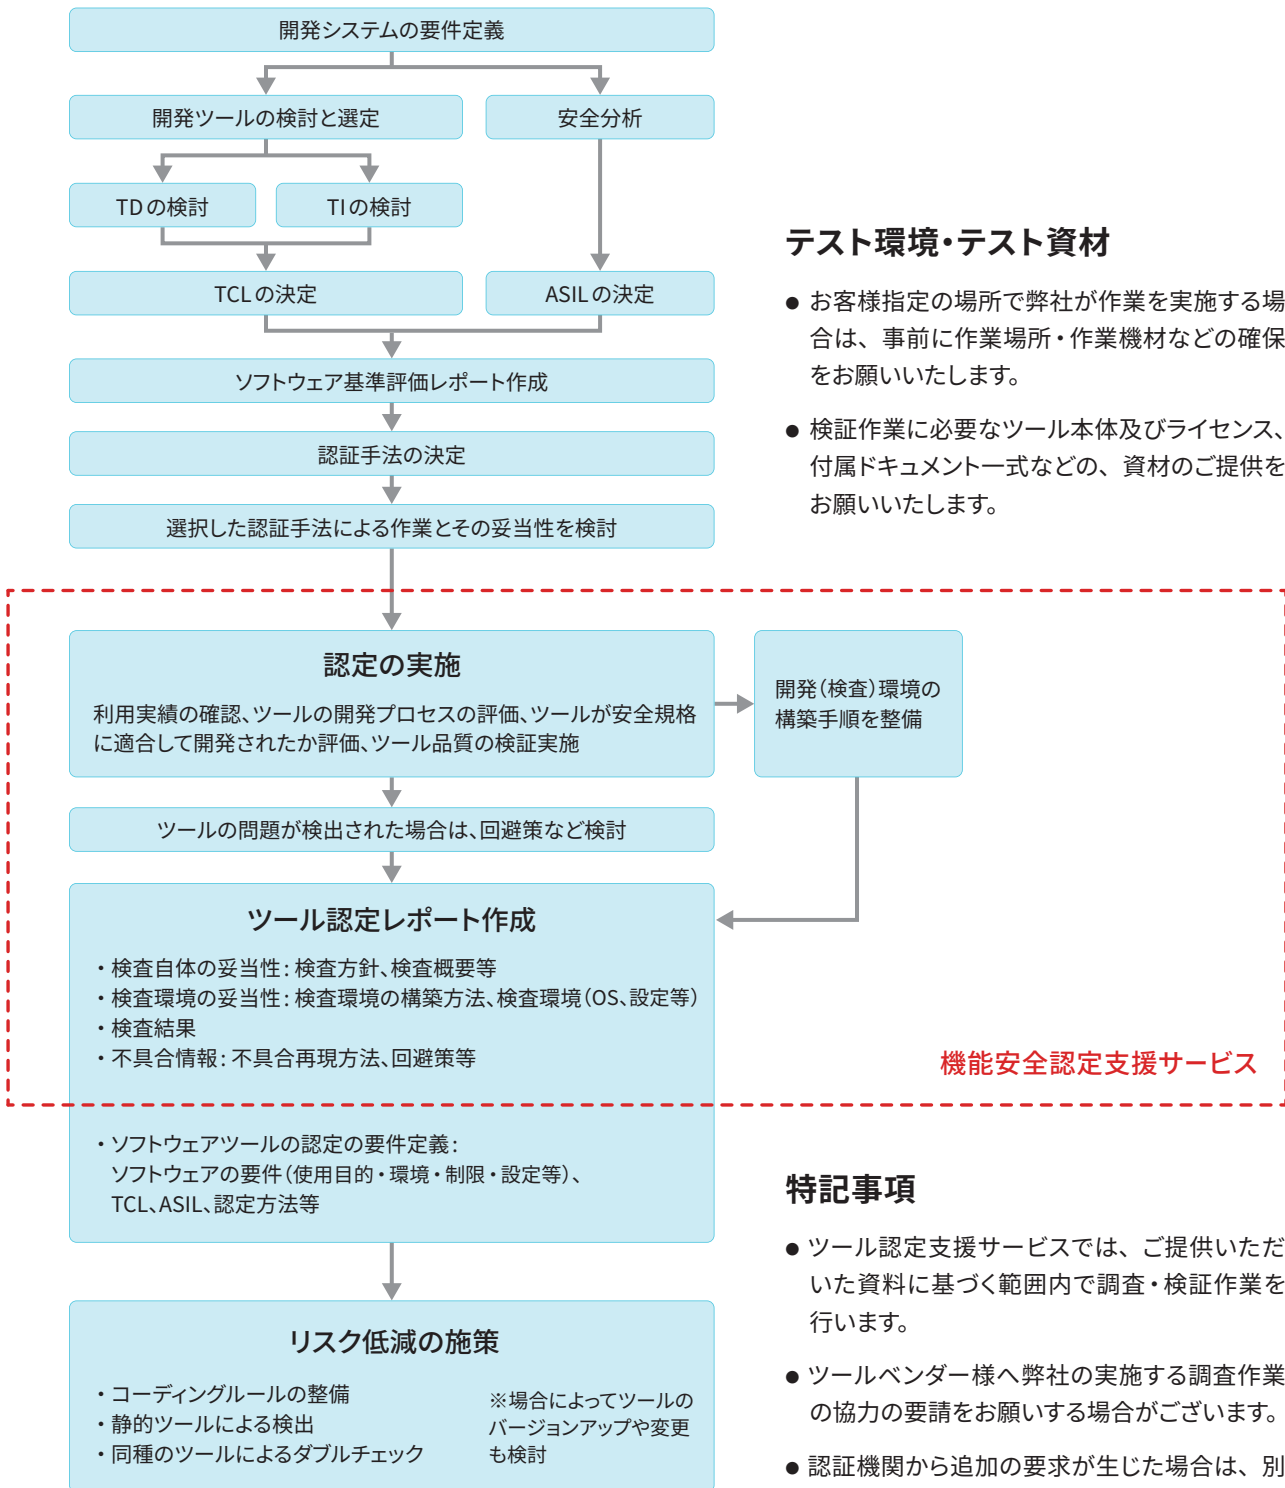 開発システムの要件定義
開発ツールの検討と選定
安全分析
TDの検討
TIの検討
TCLの決定
ASILの決定
ソフトウェア基準評価レポート作成
認証手法の決定
選択した認証手法による作業とその妥当性を検討
テスト環境・テスト資材
● お客様指定の場所で弊社が作業を実施する場
合は、事前に作業場所・作業機材などの確保
をお願いいたします。
● 検証作業に必要なツール本体及びライセンス、
付属ドキュメント一式などの、資材のご提供を
お願いいたします。
認定の実施
利用実績の確認、ツールの開発プロセスの評価、ツールが安全規格
に適合して開発されたか評価、ツール品質の検証実施
開発（検査）環境の
構築手順を整備
ツールの問題が検出された場合は、回避策など検討
ツール認定レポート作成
・検査自体の妥当性：検査方針、検査概要等
・検査環境の妥当性：検査環境の構築方法、検査環境（OS、設定等）
・検査結果
・不具合情報：不具合再現方法、回避策等
機能安全認定支援サービス
・ソフトウェアツールの認定の要件定義：
ソフトウェアの要件（使用目的・環境・制限・設定等）、
TCL、ASIL、認定方法等
リスク低減の施策
・コーディングルールの整備
・静的ツールによる検出
・同種のツールによるダブルチェック
※場合によってツールの
バージョンアップや変更
も検討
特記事項
● ツール認定支援サービスでは、ご提供いただ
いた資料に基づく範囲内で調査・検証作業を
行います。
● ツールベンダー様へ弊社の実施する調査作業
の協力の要請をお願いする場合がございます。
● 認証機関から追加の要求が生じた場合は、別